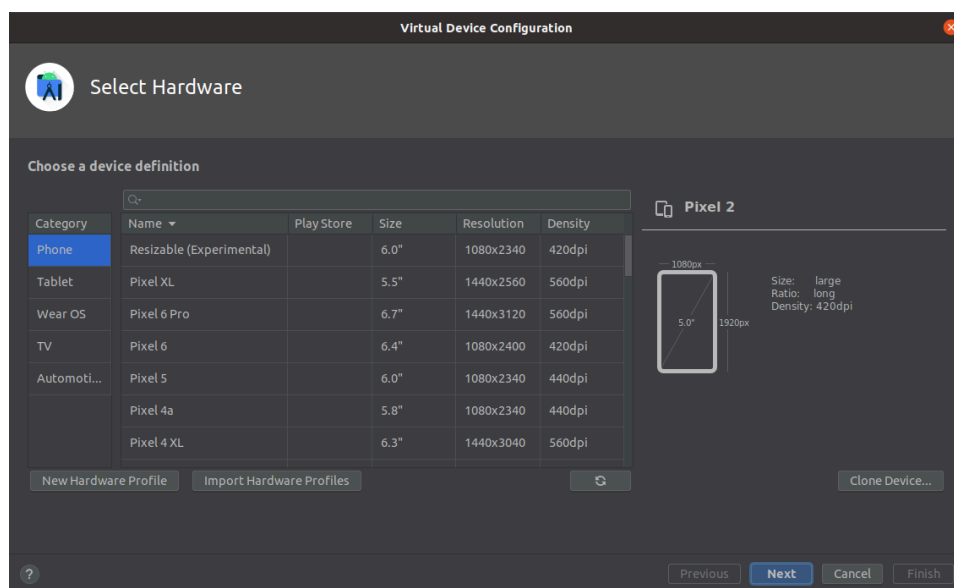 Virtual Device Configuration
Select Hardware
Choose a device definition
Category
Phone
Tablet
Wear OS
TV
Automoti...
Name Play Store Size Resolution Density
Resizable (Experimental) 6.0" 1080x2340 420dpi
Pixel XL 5.5" 1440x2560 560dpi
Pixel 6 Pro 6.7" 1440x3120 560dpi
Pixel 6 6.4" 1080x2400 420dpi
Pixel 5 6.0" 1080x2340 440dpi
Pixel 4a 5.8" 1080x2340 440dpi
Pixel 4 XL 6.3" 1440x3040 560dpi
Pixel 2
1080px
5.0"
1920px
Size: large
Ratio: long
Density: 420dpi
New Hardware Profile Import Hardware Profiles Clone Device...
? Previous Next Cancel Finish